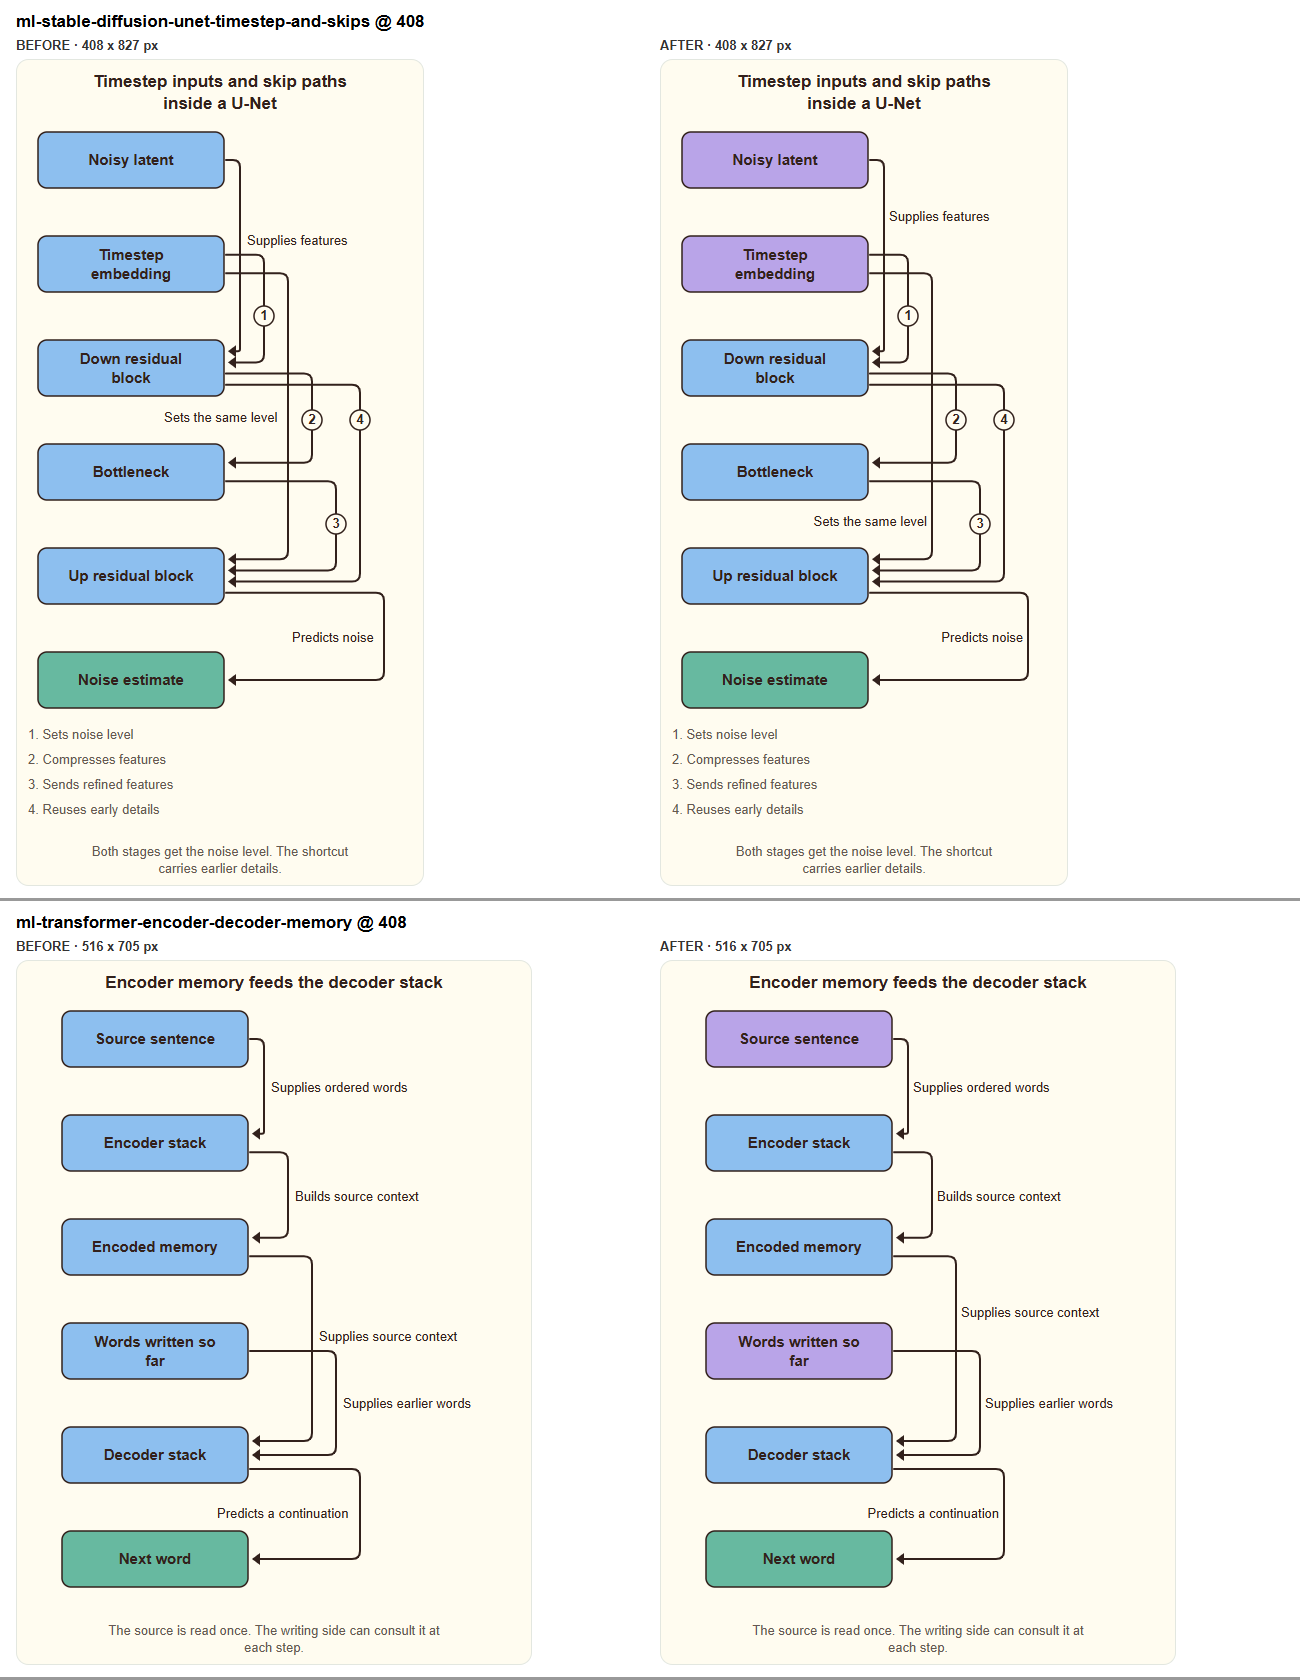 ml-stable-diffusion-unet-timestep-and-skips @ 408
BEFORE · 408 x 827 px
Timestep inputs and skip paths
inside a U-Net
Noisy latent
Supplies features
Timestep
embedding
1
Down residual
block
Sets the same level
2
4
Bottleneck
3
Up residual block
Predicts noise
Noise estimate
1. Sets noise level
2. Compresses features
3. Sends refined features
4. Reuses early details
Both stages get the noise level. The shortcut
carries earlier details.
AFTER · 408 x 827 px
Timestep inputs and skip paths
inside a U-Net
Noisy latent
Supplies features
Timestep
embedding
1
Down residual
block
2
4
Bottleneck
Sets the same level
3
Up residual block
Predicts noise
Noise estimate
1. Sets noise level
2. Compresses features
3. Sends refined features
4. Reuses early details
Both stages get the noise level. The shortcut
carries earlier details.
ml-transformer-encoder-decoder-memory @ 408
BEFORE · 516 x 705 px
Encoder memory feeds the decoder stack
Source sentence
Supplies ordered words
Encoder stack
Builds source context
Encoded memory
Supplies source context
Words written so
far
Supplies earlier words
Decoder stack
Predicts a continuation
Next word
The source is read once. The writing side can consult it at
each step.
AFTER · 516 x 705 px
Encoder memory feeds the decoder stack
Source sentence
Supplies ordered words
Encoder stack
Builds source context
Encoded memory
Supplies source context
Words written so
far
Supplies earlier words
Decoder stack
Predicts a continuation
Next word
The source is read once. The writing side can consult it at
each step.